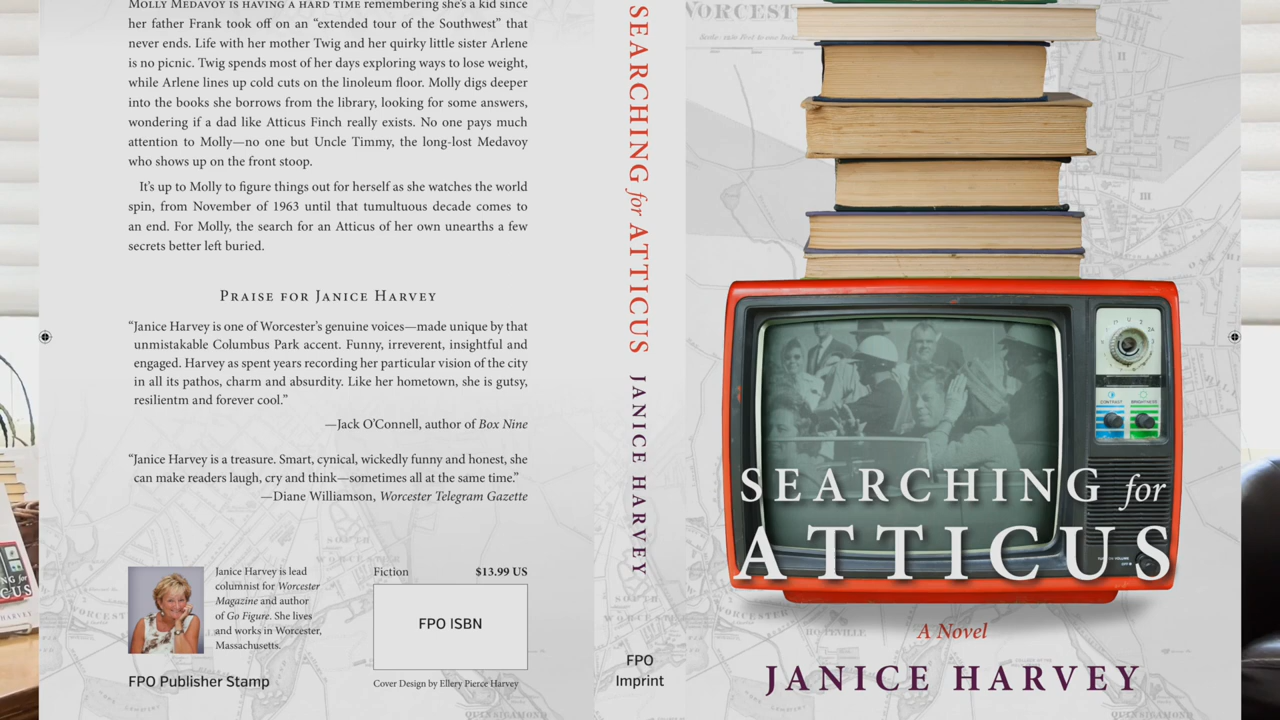 MOLLY MEDAVOY IS HAVING A HARD TIME remembering she's a kid since
her father Frank took off on an “extended tour of the Southwest” that
never ends. Life with her mother Twig and her quirky little sister Arlene
is no picnic. Twig spends most of her days exploring ways to lose weight,
while Arlene lines up cold cuts on the linoleum floor. Molly digs deeper
into the books she borrows from the library, looking for some answers,
wondering if a dad like Atticus Finch really exists. No one pays much
attention to Molly—no one but Uncle Timmy, the long-lost Medavoy
who shows up on the front stoop.
It's up to Molly to figure things out for herself as she watches the world
spin, from November of 1963 until that tumultuous decade comes to
an end. For Molly, the search for an Atticus of her own unearths a few
secrets better left buried.
PRAISE FOR JANICE HARVEY
“Janice Harvey is one of Worcester's genuine voices—made unique by that
unmistakable Columbus Park accent. Funny, irreverent, insightful and
engaged. Harvey as spent years recording her particular vision of the city
in all its pathos, charm and absurdity. Like her hometown, she is gutsy,
resilientm and forever cool.”
—Jack O'Connell, author of Box Nine
“Janice Harvey is a treasure. Smart, cynical, wickedly funny and honest, she
can make readers laugh, cry and think—sometimes all at the same time.”
—Diane Williamson, Worcester Telegram Gazette
Janice Harvey is lead
columnist for Worcester
Magazine and author
of Go Figure. She lives
and works in Worcester,
Massachusetts.
FPO Publisher Stamp
Fiction $13.99 US
FPO ISBN
Cover Design by Ellery Pierce Harvey
SEARCHING for ATTICUS JANICE HARVEY
FPO
Imprint
WORCEST
CONTRAST BRIGHTNESS
SEARCHING for
ATTICUS
A Novel
JANICE HARVEY
WORCESTER
QUINSIGAMOND